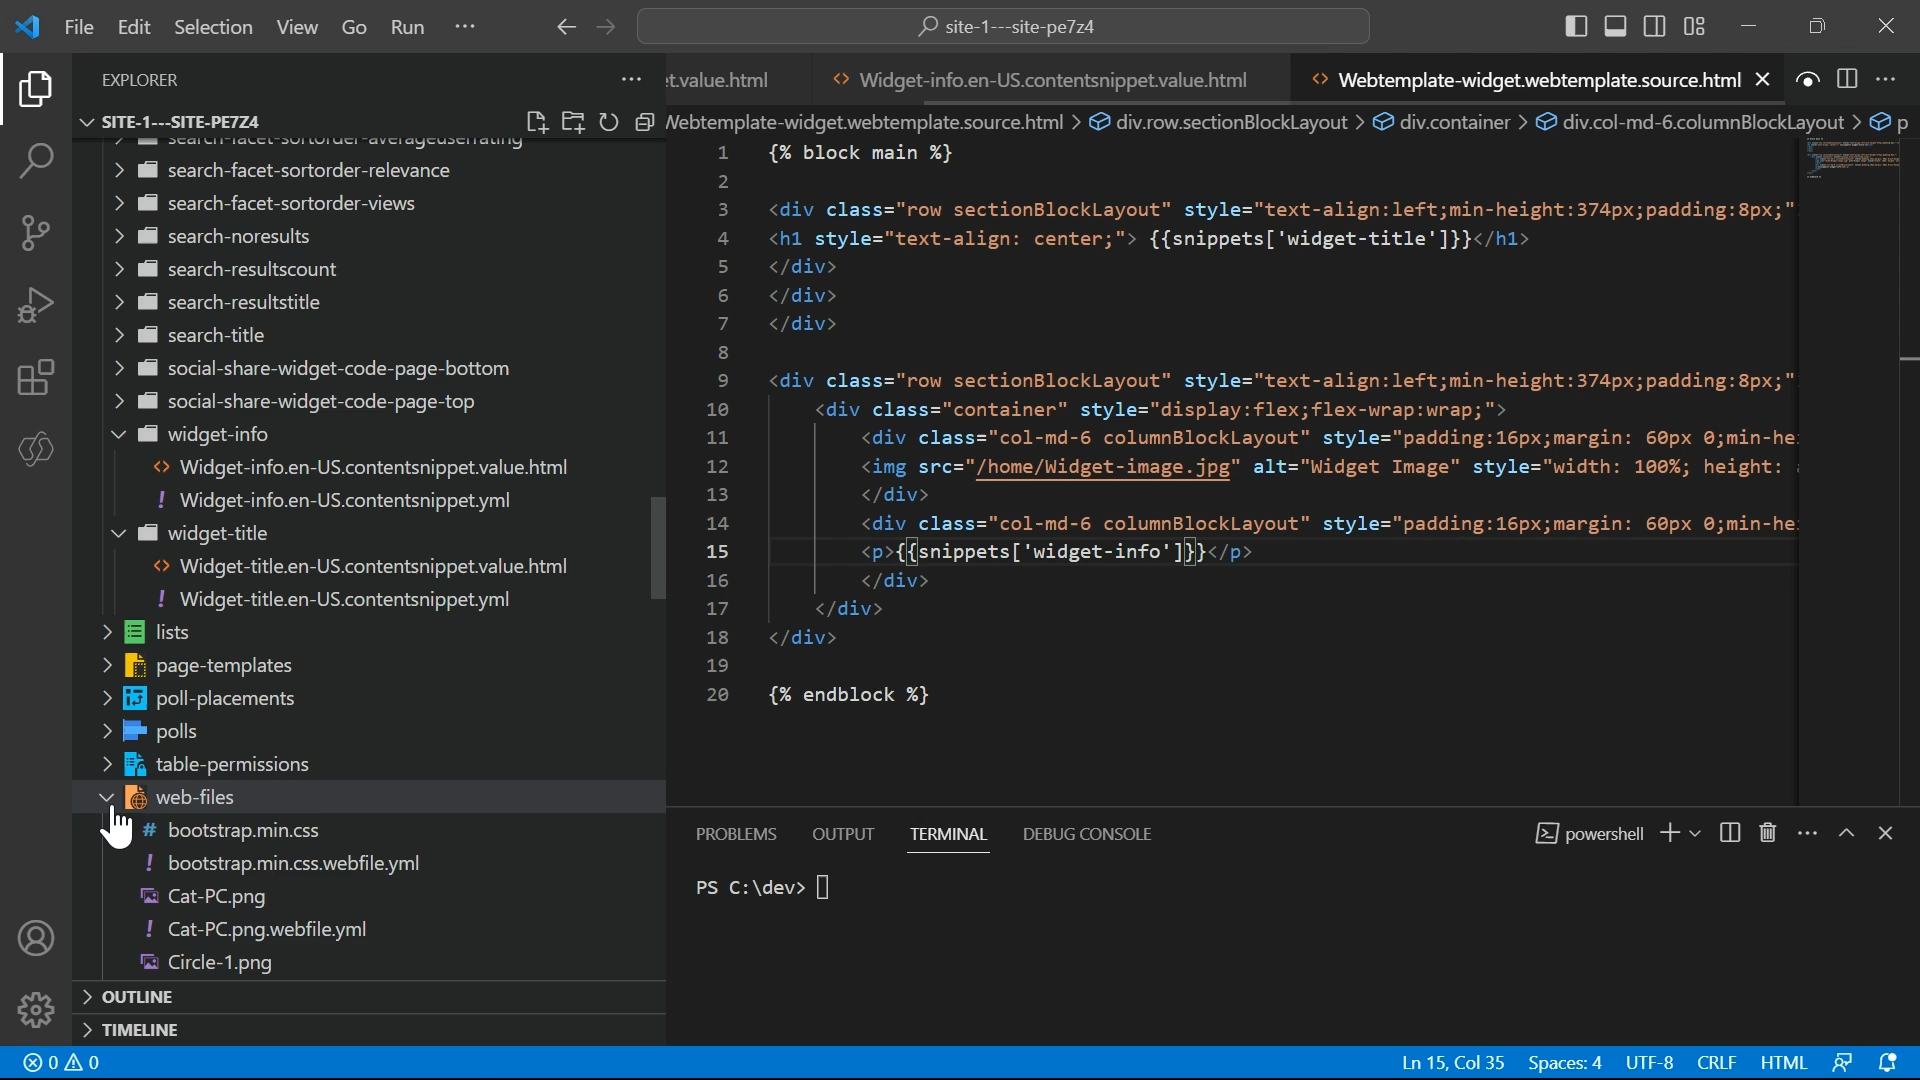 File Edit Selection View Go Run ···
site-1---site-pe7z4
EXPLORER
SITE-1---SITE-PE7Z4
search-facet-sortorder-averageuserrating
search-facet-sortorder-relevance
search-facet-sortorder-views
search-noresults
search-resultscount
search-resultstitle
search-title
social-share-widget-code-page-bottom
social-share-widget-code-page-top
widget-info
Widget-info.en-US.contentsnippet.value.html
Widget-info.en-US.contentsnippet.yml
widget-title
Widget-title.en-US.contentsnippet.value.html
Widget-title.en-US.contentsnippet.yml
lists
page-templates
poll-placements
polls
table-permissions
web-files
bootstrap.min.css
bootstrap.min.css.webfile.yml
Cat-PC.png
Cat-PC.png.webfile.yml
Circle-1.png
OUTLINE
TIMELINE
t.value.html Widget-info.en-US.contentsnippet.value.html Webtemplate-widget.webtemplate.source.html
Webtemplate-widget.webtemplate.source.html > div.row.sectionBlockLayout > div.container > div.col-md-6.columnBlockLayout > p
1 {% block main %}
2
3 <div class="row sectionBlockLayout" style="text-align:left;min-height:374px;padding:8px;"
4 <h1 style="text-align: center;"> {{snippets['widget-title']}}</h1>
5 </div>
6 </div>
7 </div>
8
9 <div class="row sectionBlockLayout" style="text-align:left;min-height:374px;padding:8px;"
10 <div class="container" style="display:flex;flex-wrap:wrap;">
11 <div class="col-md-6 columnBlockLayout" style="padding:16px;margin: 60px 0;min-he
12 <img src="/home/Widget-image.jpg" alt="Widget Image" style="width: 100%; height:
13 </div>
14 <div class="col-md-6 columnBlockLayout" style="padding:16px;margin: 60px 0;min-he
15 <p>{{snippets['widget-info']}}</p>
16 </div>
17 </div>
18 </div>
19
20 {% endblock %}
PROBLEMS OUTPUT TERMINAL DEBUG CONSOLE powershell
PS C:\dev>
0 0 Ln 15, Col 35 Spaces: 4 UTF-8 CRLF HTML